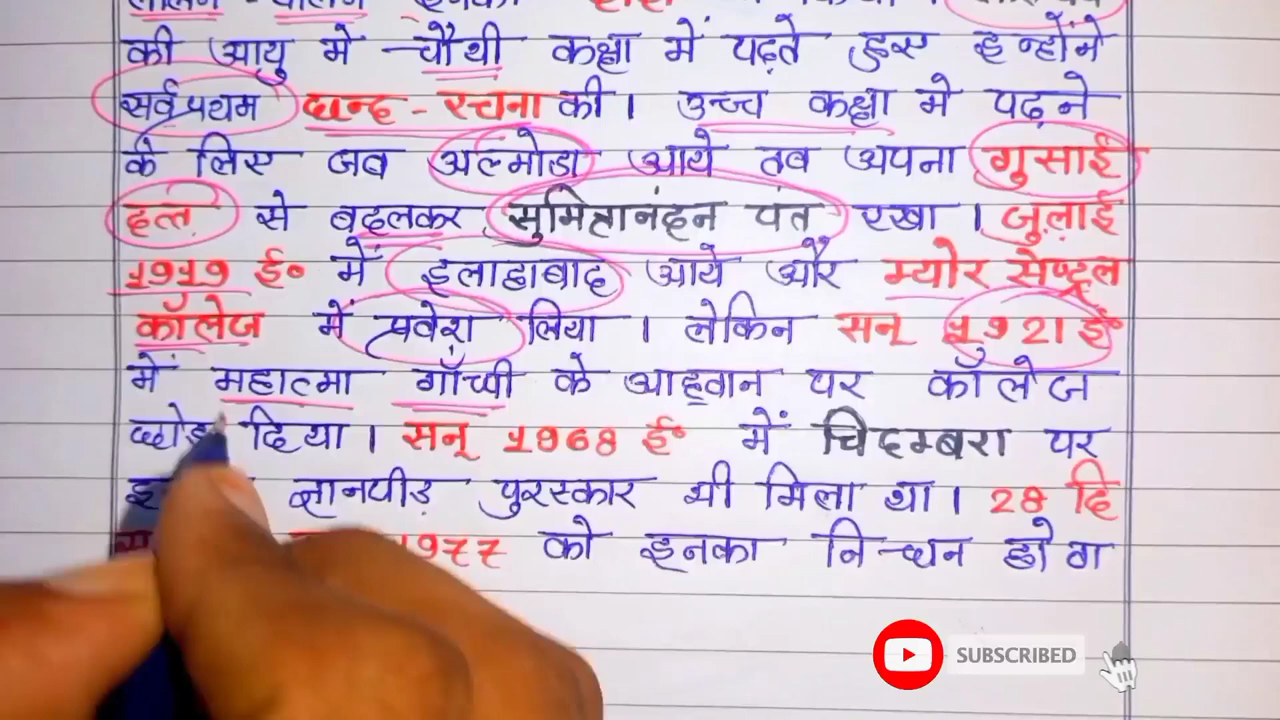 की आयु में चौथी कक्षा में पढ़ते हुए इन्होंने
सर्वप्रथम छन्द - रचना की । उच्च कक्षा में पढ़ने
के लिए जब अल्मोडा आये तब अपना गुसाई
दत्त से बदलकर सुमित्रानंदन पंत रखा । जुलाई
1919 ई० में इलाहाबाद आये और म्योर सेण्ट्रल
कॉलेज में प्रवेश लिया । लेकिन सन् 1921 ई०
में महात्मा गाँधी के आह्वान पर कॉलेज
छोड़ दिया । सन् 1968 ई० में चिदम्बरा पर
ज्ञानपीड़ पुरस्कार भी मिला था । 28 दि
1977 को इनका निधन हो ग
SUBSCRIBED